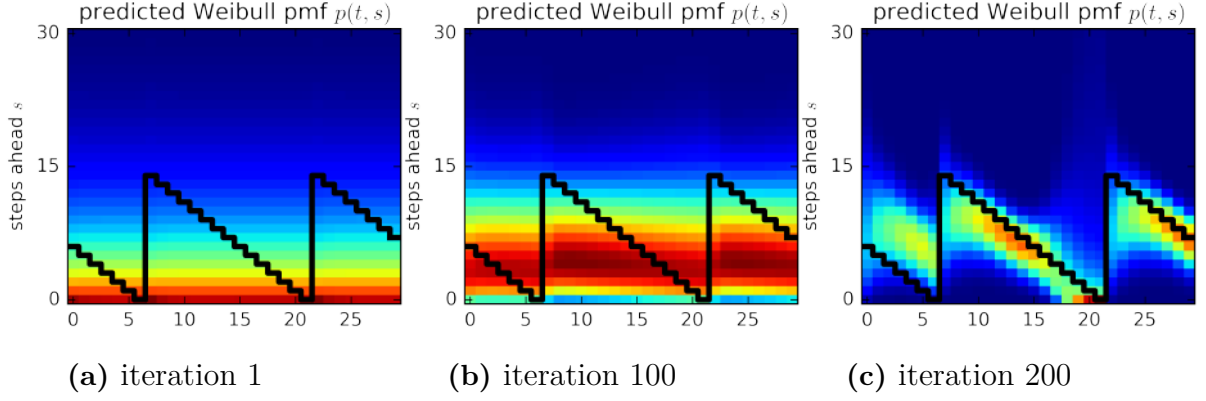 predicted Weibull pmf p(t, s)
steps ahead s
30
15
0
0 5 10 15 20 25
(a) iteration 1
predicted Weibull pmf p(t, s)
steps ahead s
30
15
0
0 5 10 15 20 25
(b) iteration 100
predicted Weibull pmf p(t, s)
steps ahead s
30
15
0
0 5 10 15 20 25
(c) iteration 200